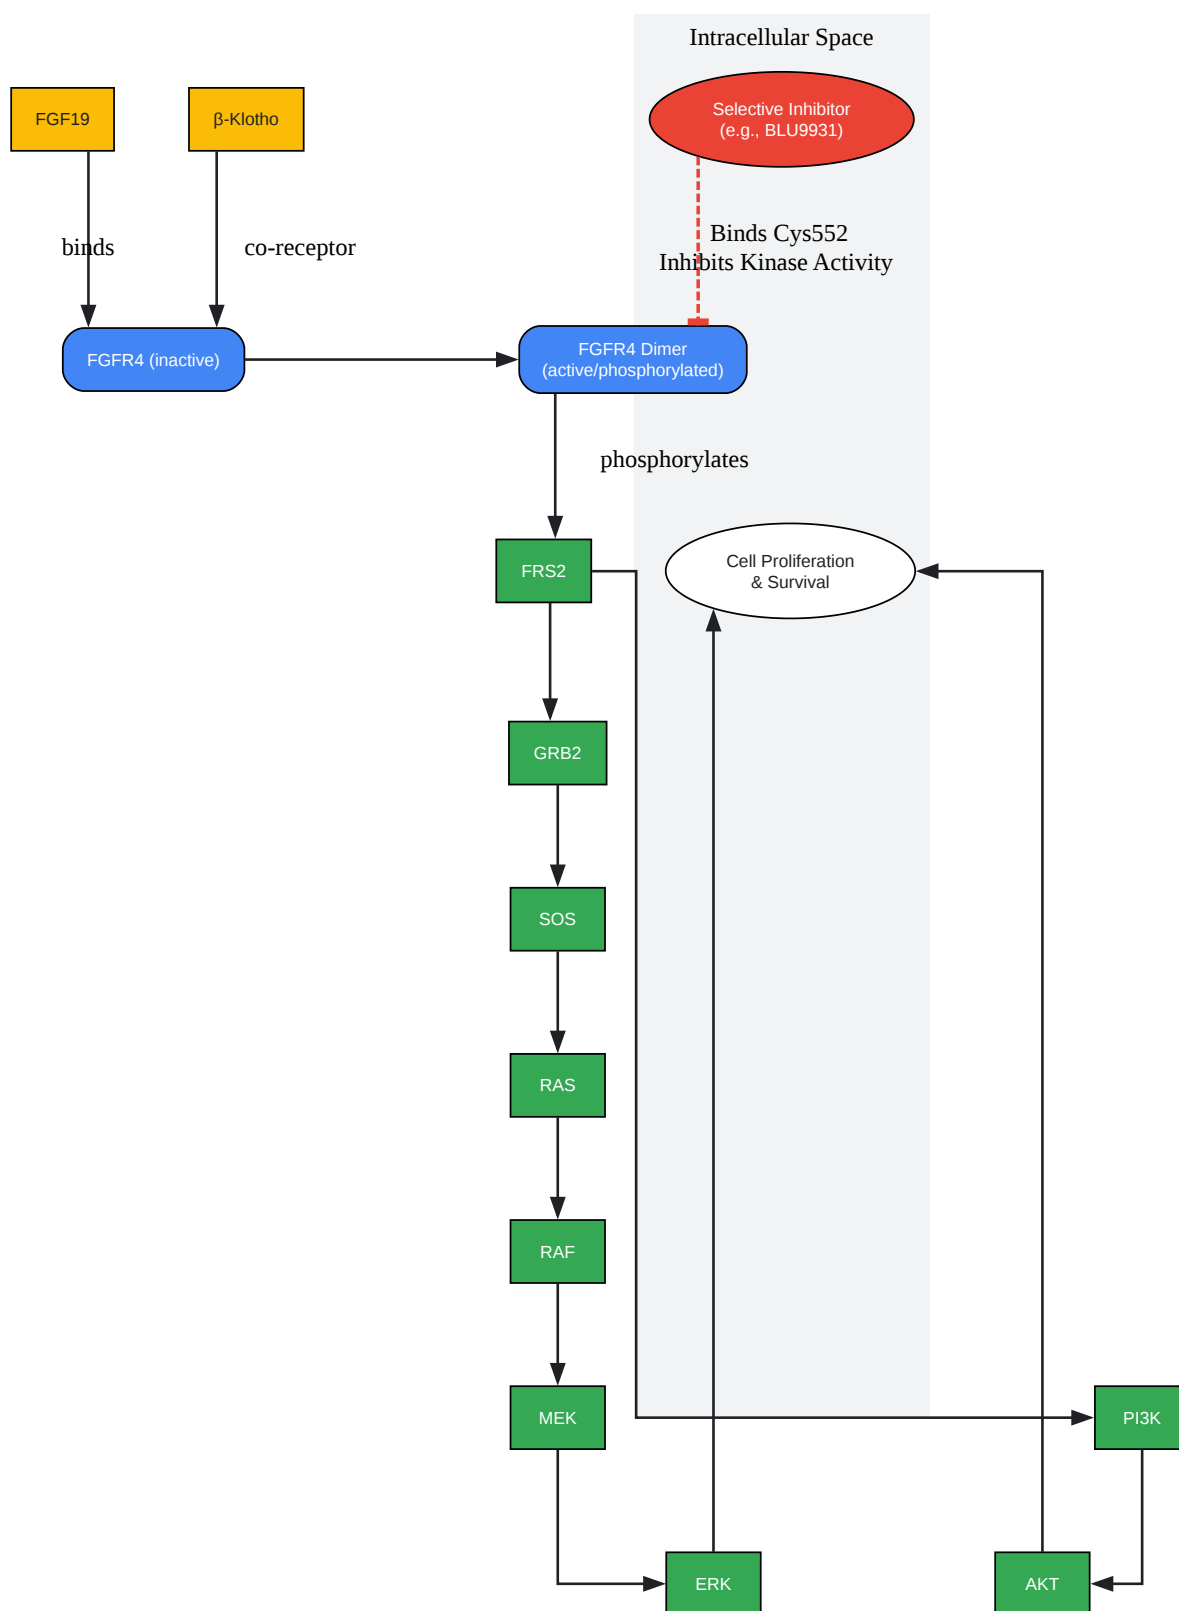 Intracellular Space
FGF19
β-Klotho
Selective Inhibitor
(e.g., BLU9931)
binds
co-receptor
Binds Cys552
Inhibits Kinase Activity
FGFR4 (inactive)
FGFR4 Dimer
(active/phosphorylated)
phosphorylates
FRS2
Cell Proliferation
& Survival
GRB2
SOS
RAS
RAF
MEK
PI3K
ERK
AKT